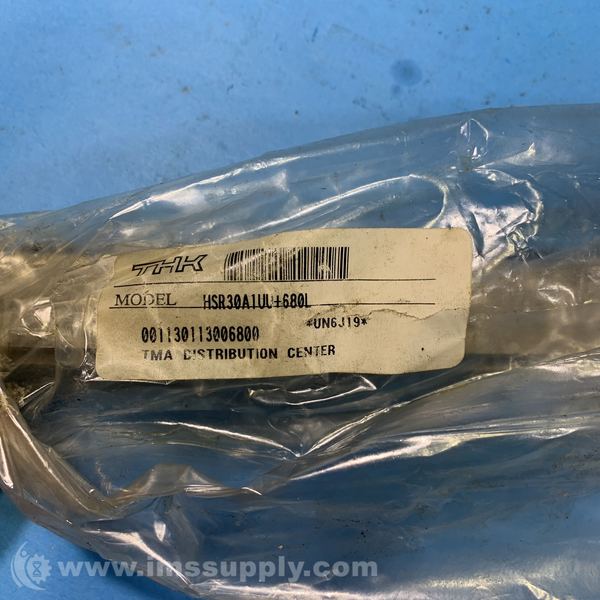 THK
MODEL HSR30A1UU+680L
*UN6J19*
001130113006800
TMA DISTRIBUTION CENTER
www.imssupply.com